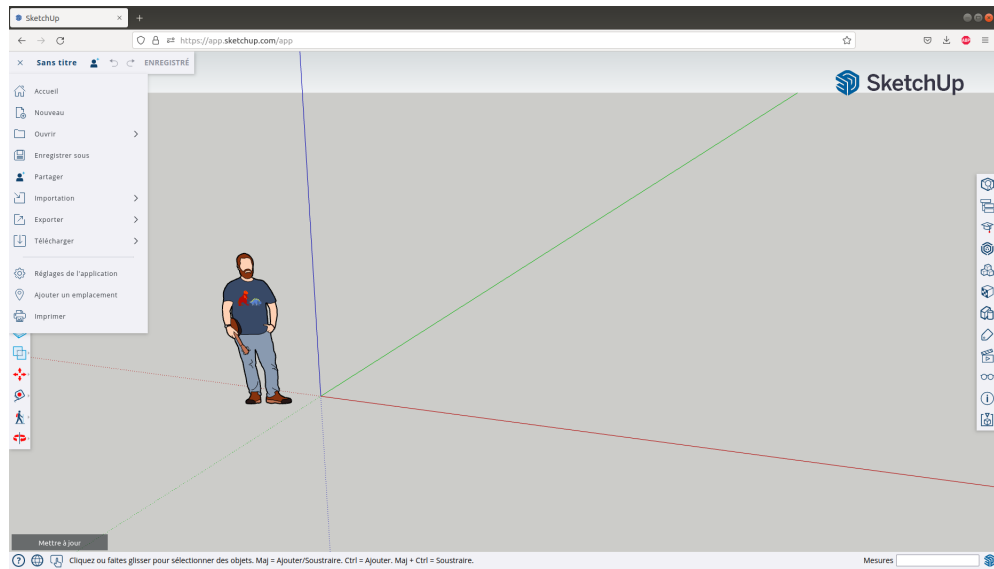 SketchUp
https://app.sketchup.com/app
Sans titre
ENREGISTRÉ
SketchUp
Accueil
Nouveau
Ouvrir
Enregistrer sous
Partager
Importation
Exporter
Télécharger
Réglages de l'application
Ajouter un emplacement
Imprimer
Mettre à jour
Cliquez ou faites glisser pour sélectionner des objets. Maj = Ajouter/Soustraire. Ctrl = Ajouter. Maj + Ctrl = Soustraire.
Mesures